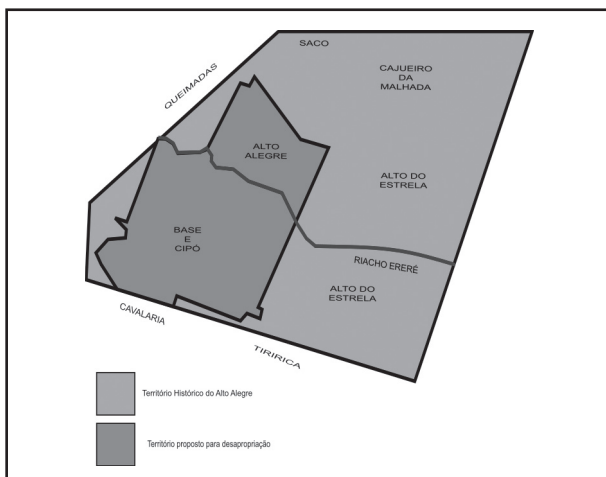 SACO
CAJUEIRO
DA
MALHADA
QUEIMADAS
ALTO
ALEGRE
ALTO DO
ESTRELA
BASE
E
CIPÓ
RIACHO ERERÉ
ALTO DO
ESTRELA
CAVALARIA
TIRIRICA
Território Histórico do Alto Alegre
Território proposto para desapropriação